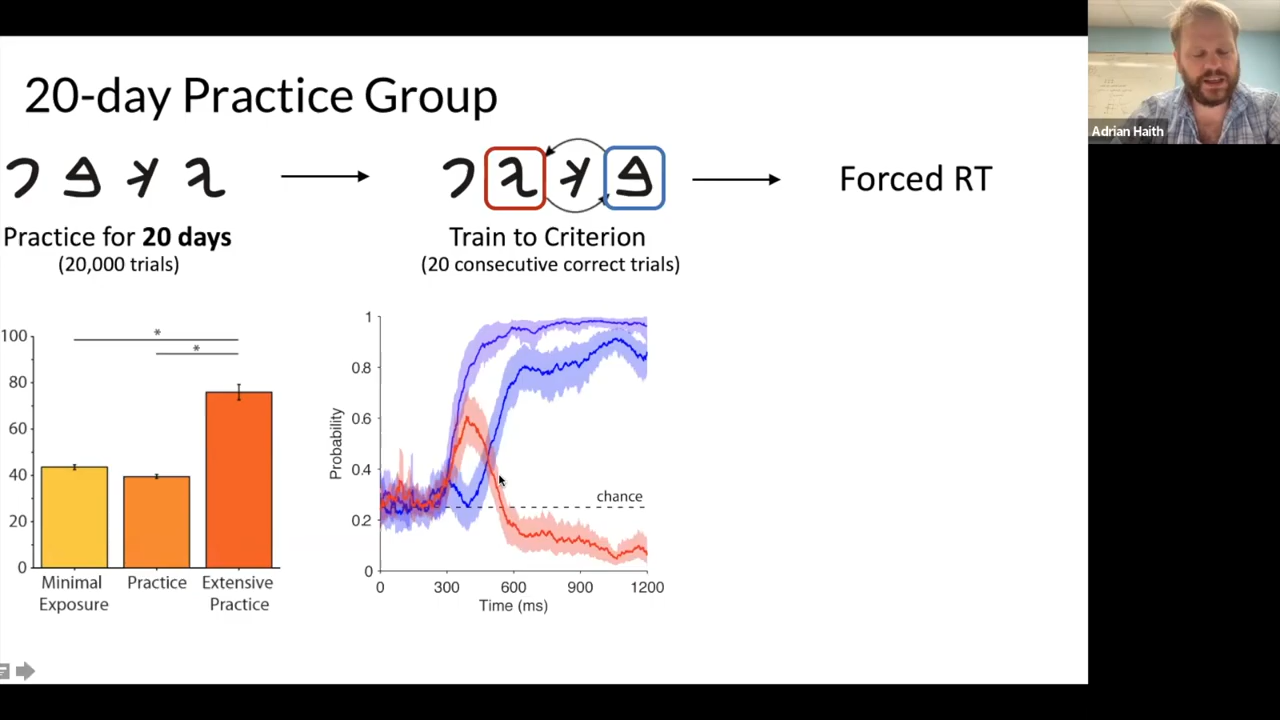 20-day Practice Group
Adrian Haith
Practice for 20 days
(20,000 trials)
Train to Criterion
(20 consecutive correct trials)
Forced RT
100
80
60
40
20
0
*
*
Minimal Exposure
Practice
Extensive Practice
Probability
1
0.8
0.6
0.4
0.2
0
chance
0
300
600
900
1200
Time (ms)